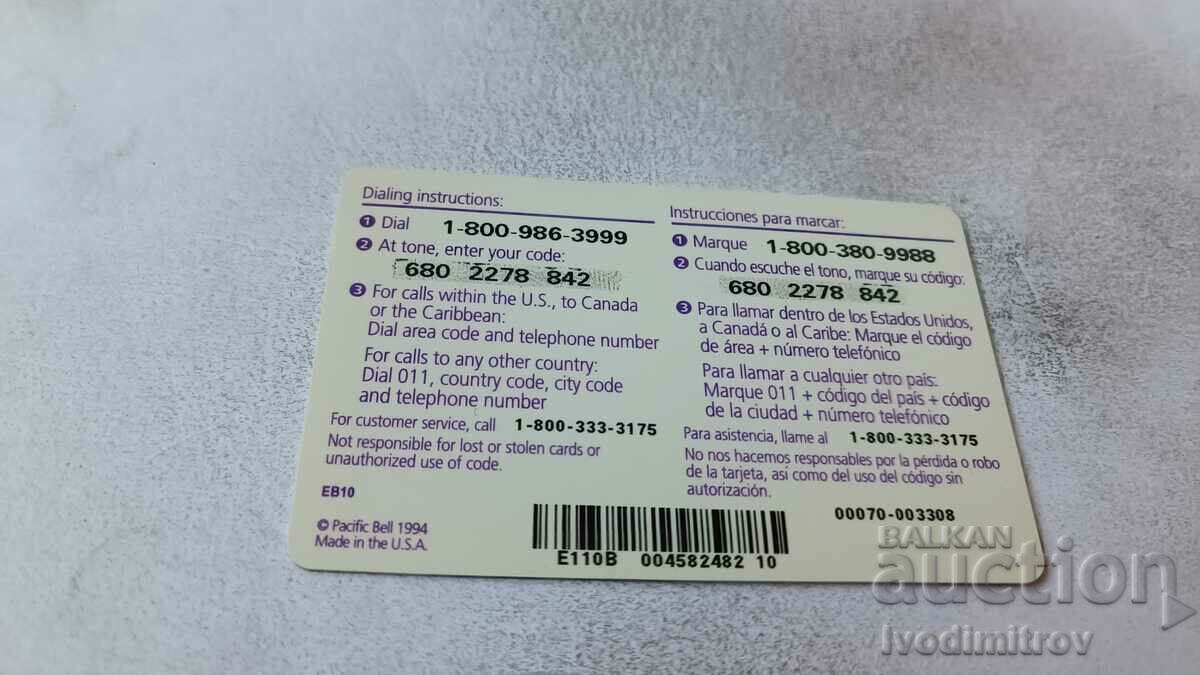 Dialing instructions:
1 Dial 1-800-986-3999
2 At tone, enter your code:
680 2278 842
3 For calls within the U.S., to Canada
or the Caribbean:
Dial area code and telephone number
For calls to any other country:
Dial 011, country code, city code
and telephone number
For customer service, call 1-800-333-3175
Not responsible for lost or stolen cards or
unauthorized use of code.
EB10
© Pacific Bell 1994
Made in the U.S.A.
Instrucciones para marcar:
1 Marque 1-800-380-9988
2 Cuando escuche el tono, marque su código:
680 2278 842
3 Para llamar dentro de los Estados Unidos,
a Canadá o al Caribe: Marque el código
de área + número telefónico
Para llamar a cualquier otro país:
Marque 011 + código del país + código
de la ciudad + número telefónico
Para asistencia, llame al 1-800-333-3175
No nos hacemos responsables por la pérdida o robo
de la tarjeta, así como del uso del código sin
autorización.
00070-003308
E110B 004582482 10
BALKAN
auction
Ivodimitrov